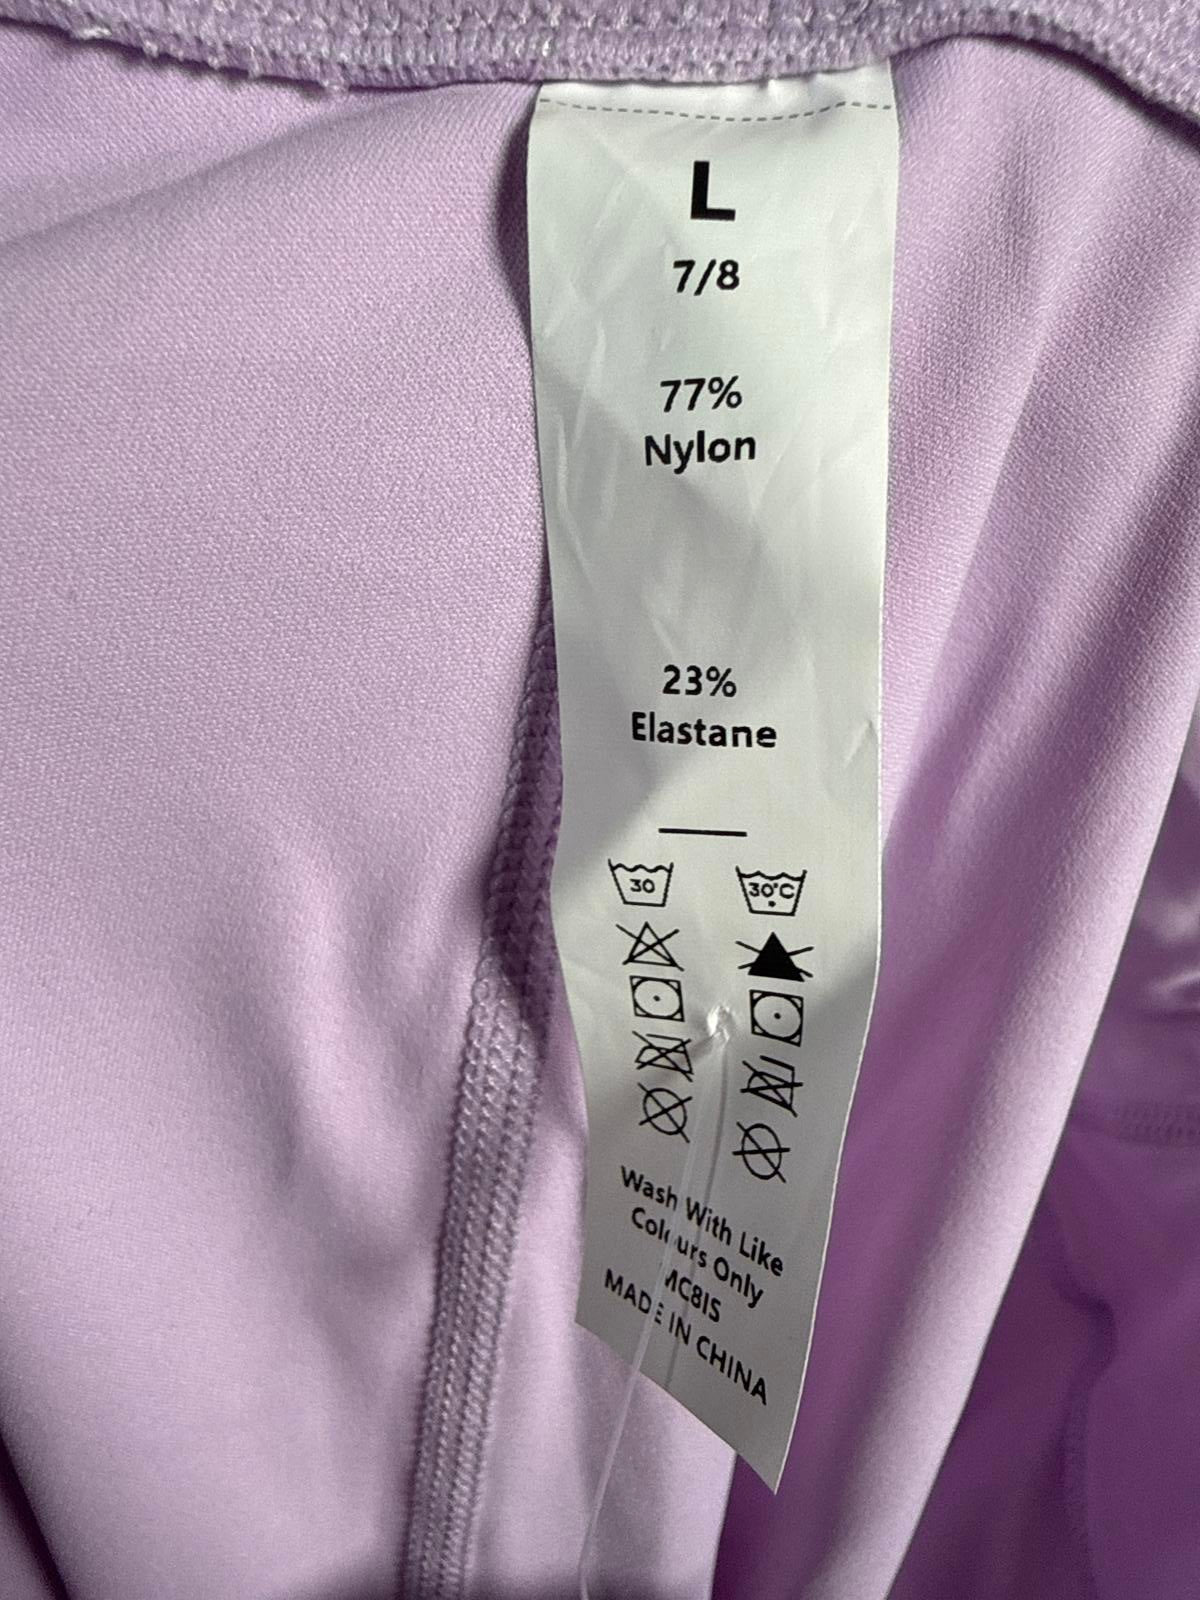 L
7/8
77%
Nylon
23%
Elastane
30 30°C
Wash With Like
Colours Only
MC8IS
MADE IN CHINA